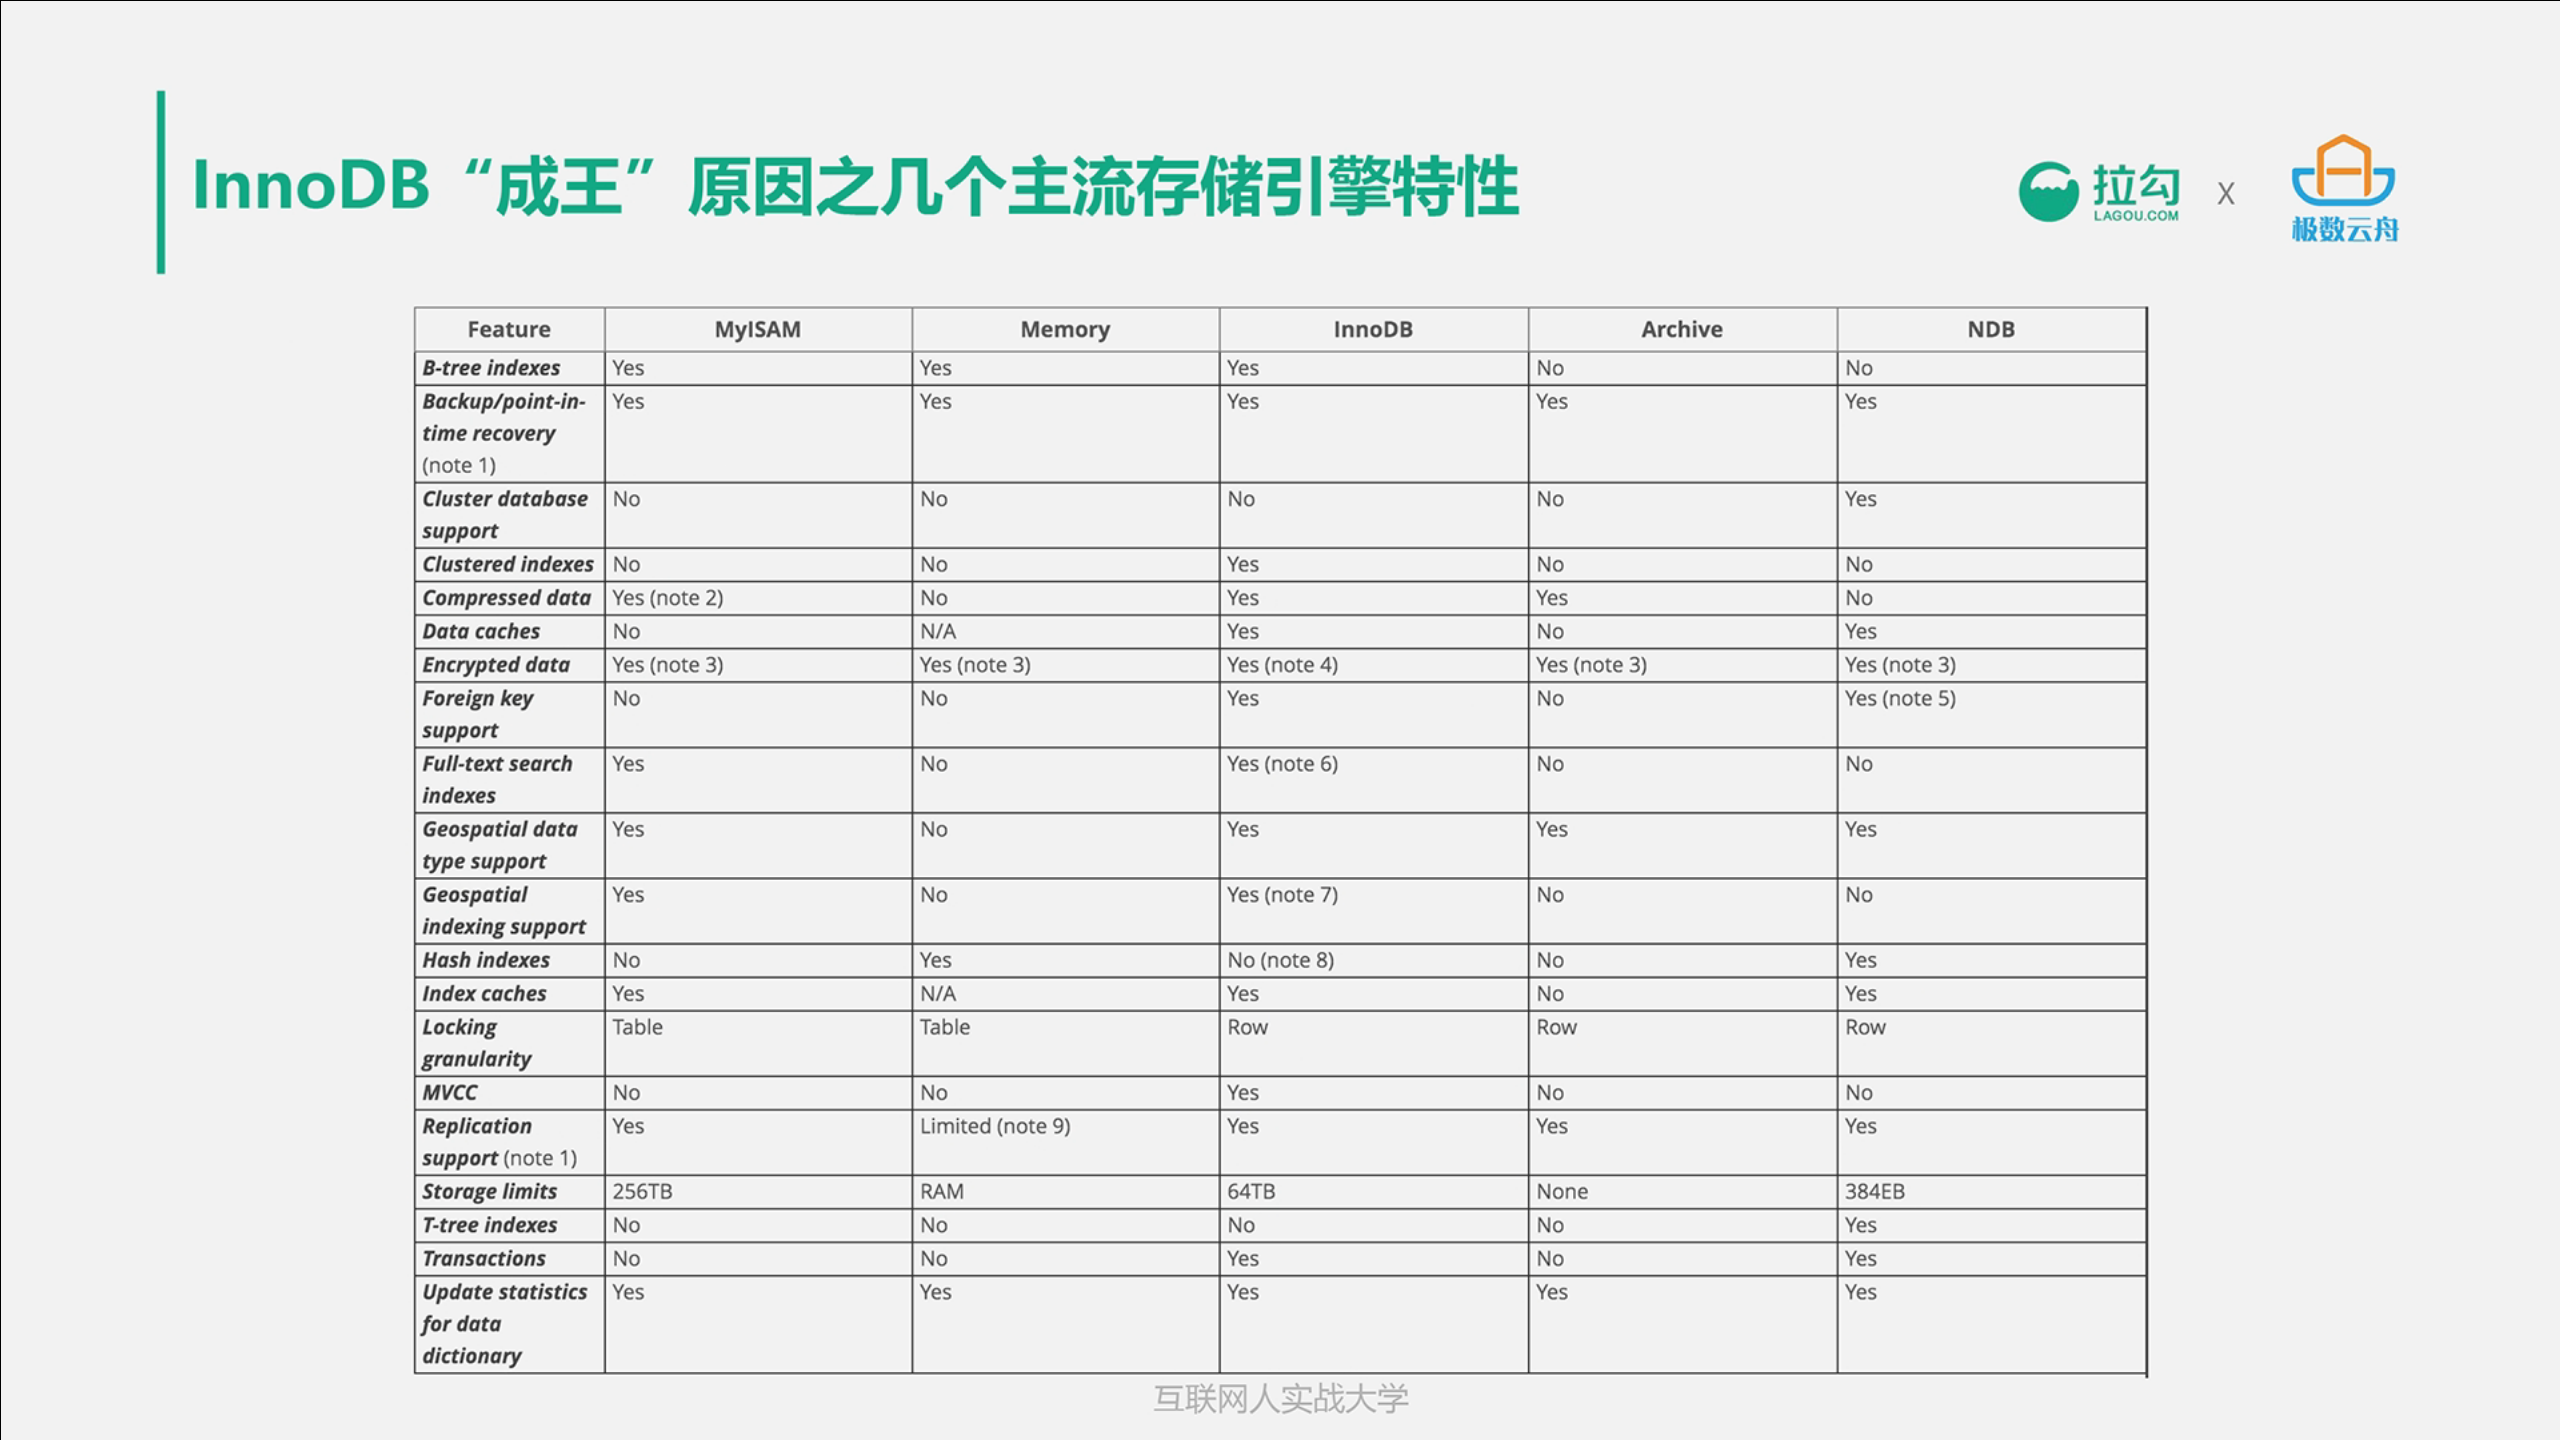 InnoDB“成王”原因之几个主流存储引擎特性
拉勾
LAGOU.COM
X
极数云舟
Feature MyISAM Memory InnoDB Archive NDB
B-tree indexes Yes Yes Yes No No
Backup/point-in- Yes Yes Yes Yes Yes
time recovery
(note 1)
Cluster database No No No No Yes
support
Clustered indexes No No Yes No No
Compressed data Yes (note 2) No Yes Yes No
Data caches No N/A Yes No Yes
Encrypted data Yes (note 3) Yes (note 3) Yes (note 4) Yes (note 3) Yes (note 3)
Foreign key No No Yes No Yes (note 5)
support
Full-text search Yes No Yes (note 6) No No
indexes
Geospatial data Yes No Yes Yes Yes
type support
Geospatial Yes No Yes (note 7) No No
indexing support
Hash indexes No Yes No (note 8) No Yes
Index caches Yes N/A Yes No Yes
Locking Table Table Row Row Row
granularity
MVCC No No Yes No No
Replication Yes Limited (note 9) Yes Yes Yes
support (note 1)
Storage limits 256TB RAM 64TB None 384EB
T-tree indexes No No No No Yes
Transactions No No Yes No Yes
Update statistics Yes Yes Yes Yes Yes
for data
dictionary
互联网人实战大学